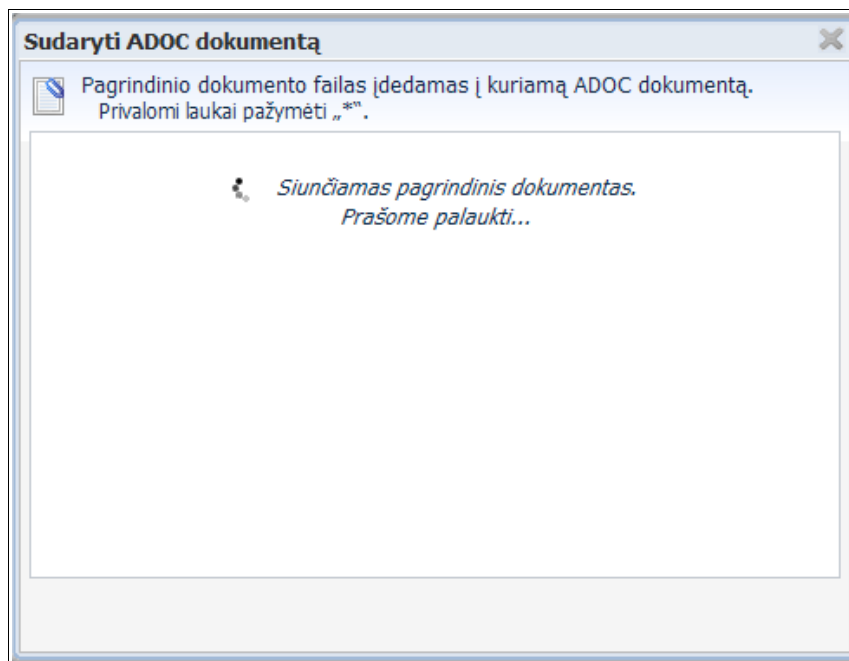 Sudaryti ADOC dokumentą
Pagrindinio dokumento failas įdedamas į kuriamą ADOC dokumentą.
Privalomi laukai pažymėti „*“.
Siunčiamas pagrindinis dokumentas.
Prašome palaukti...